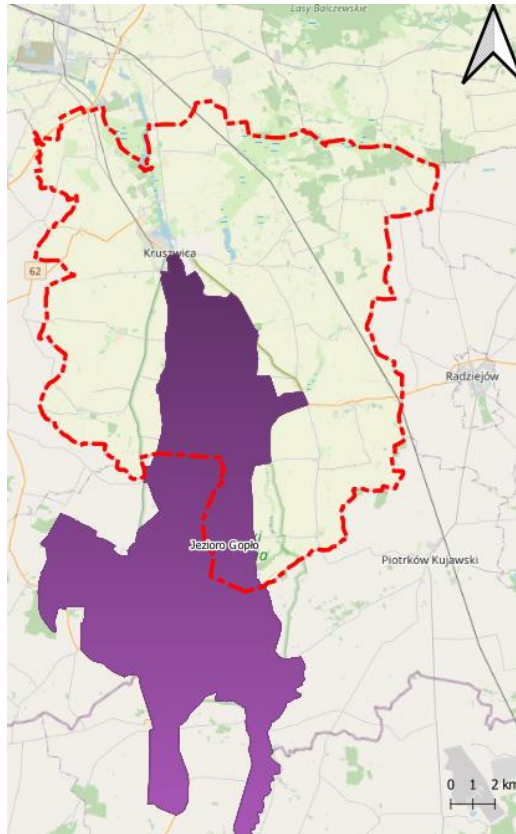 Lasy Balczewskie
Kruszwica
62
Radziejów
Jezioro Gopło
Piotrków Kujawski
0 1 2 km